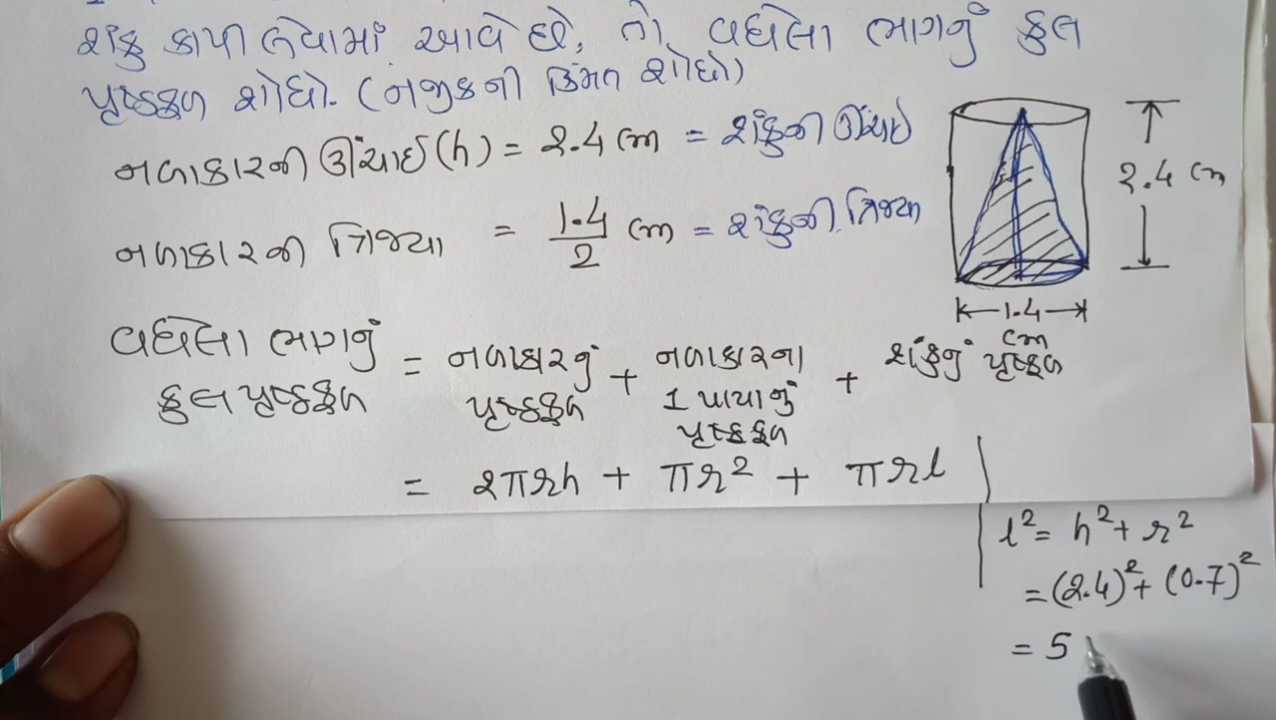 શંકુ કાપી લેવામાં આવે છે, તો વધેલા ભાગનું કુલ
પૃષ્ઠફળ શોધો. (નજીકની કિંમત શોધો)
નળાકારની ઊંચાઈ (h) = 2.4 cm = શંકુની ઊંચાઈ
નળાકારની ત્રિજ્યા = 1.4/2 cm = શંકુની ત્રિજ્યા
2.4 cm
1.4 cm
વધેલા ભાગનું = નળાકારનું + નળાકારના + શંકુનું પૃષ્ઠફળ
કુલ પૃષ્ઠફળ પૃષ્ઠફળ 1 પાયાનું
પૃષ્ઠફળ
= 2πrh + πr² + πrl
l² = h² + r²
= (2.4)² + (0.7)²
= 5